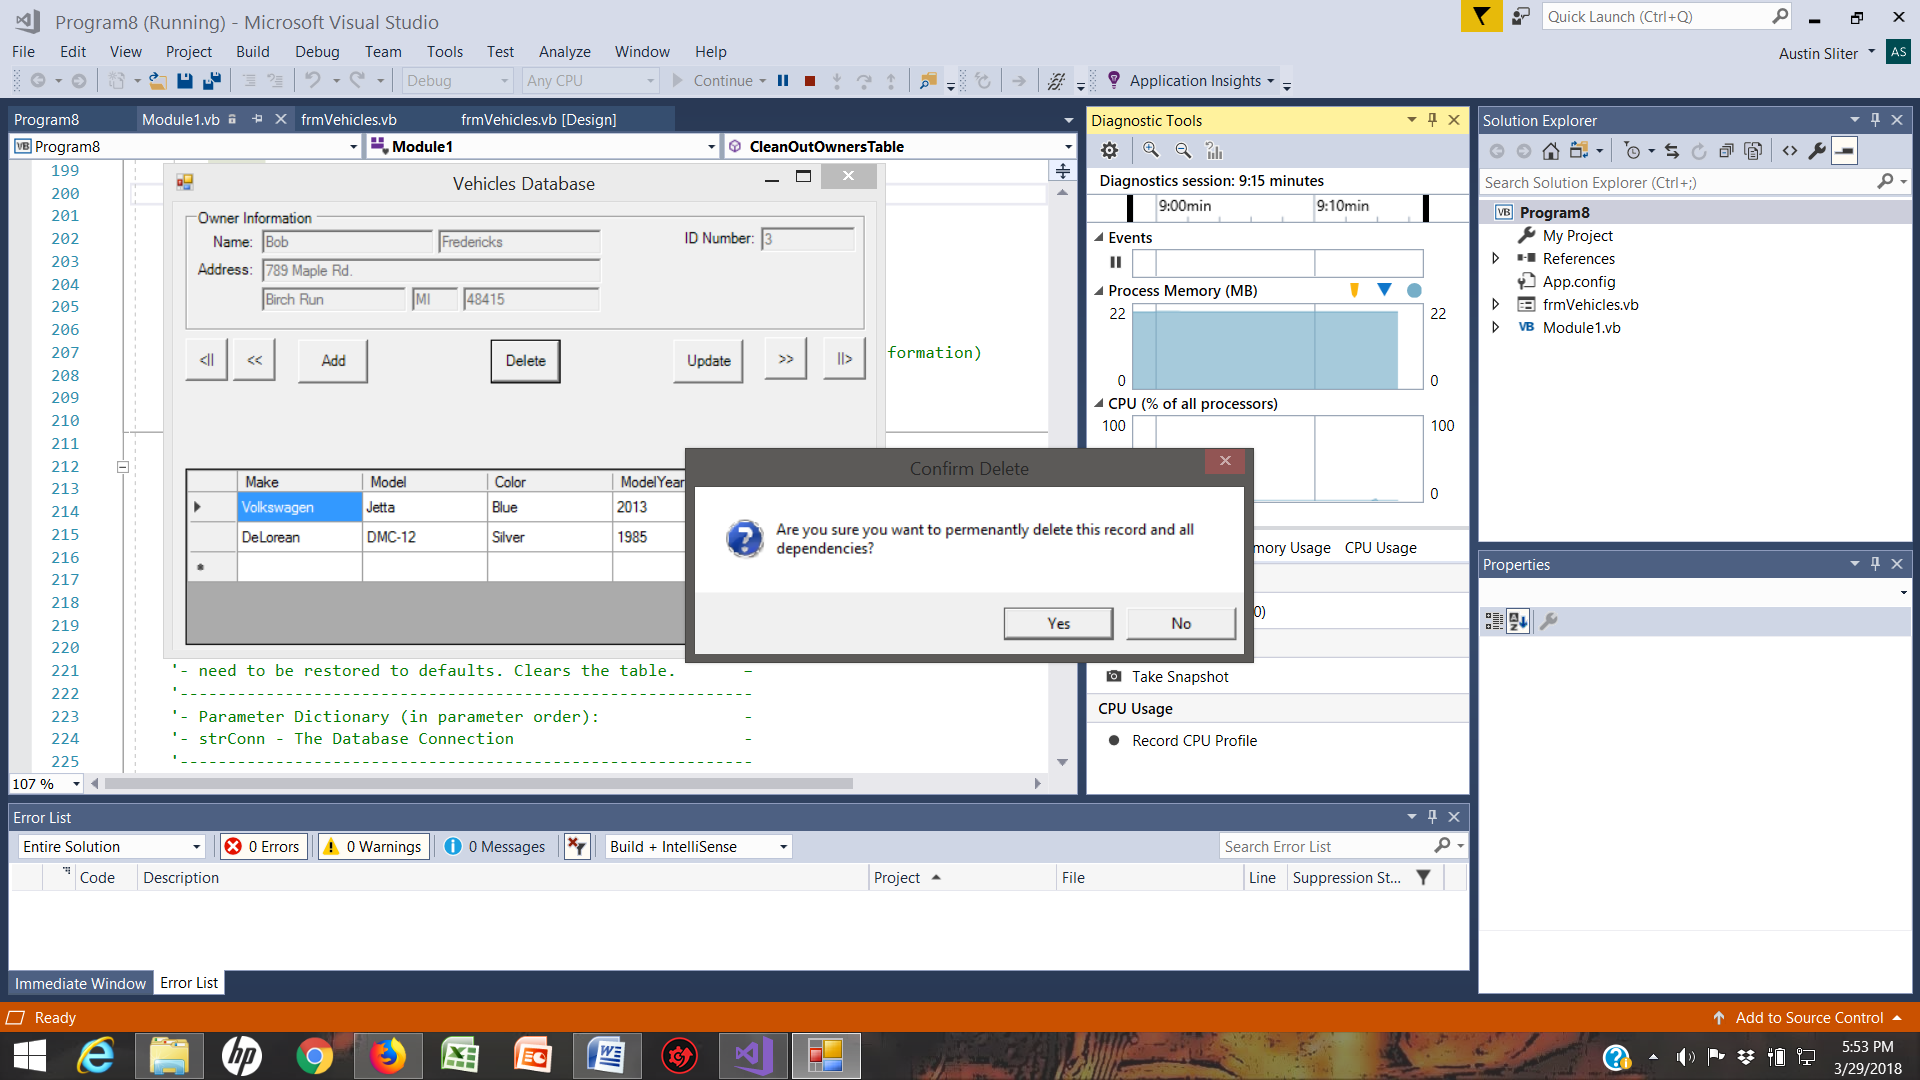 Program8 (Running) - Microsoft Visual Studio
Quick Launch (Ctrl+Q)
File Edit View Project Build Debug Team Tools Test Analyze Window Help
Austin Sliter AS
Debug Any CPU Continue Application Insights
Program8 Module1.vb frmVehicles.vb frmVehicles.vb [Design]
VB Program8 Module1 CleanOutOwnersTable
199
200
201
202
203
204
205
206
207 formation)
208
209
210
211
212
213
214
215
216
217
218
219
220
221 '- need to be restored to defaults. Clears the table. -
222 '------------------------------------------------------------
223 '- Parameter Dictionary (in parameter order): -
224 '- strConn - The Database Connection -
225 '------------------------------------------------------------
107 %
Vehicles Database
Owner Information
Name: Bob Fredericks ID Number: 3
Address: 789 Maple Rd.
Birch Run MI 48415
<|| << Add Delete Update >> ||>
Make Model Color ModelYear
Volkswagen Jetta Blue 2013
DeLorean DMC-12 Silver 1985
Confirm Delete
Are you sure you want to permenantly delete this record and all
dependencies?
Yes No
Diagnostic Tools
Diagnostics session: 9:15 minutes
9:00min 9:10min
Events
Process Memory (MB)
22 22
0 0
CPU (% of all processors)
100 100
0
mory Usage CPU Usage
0)
Take Snapshot
CPU Usage
Record CPU Profile
Solution Explorer
Search Solution Explorer (Ctrl+;)
VB Program8
My Project
References
App.config
frmVehicles.vb
VB Module1.vb
Properties
Error List
Entire Solution 0 Errors 0 Warnings 0 Messages Build + IntelliSense Search Error List
Code Description Project File Line Suppression St...
Immediate Window Error List
Ready Add to Source Control
5:53 PM
3/29/2018